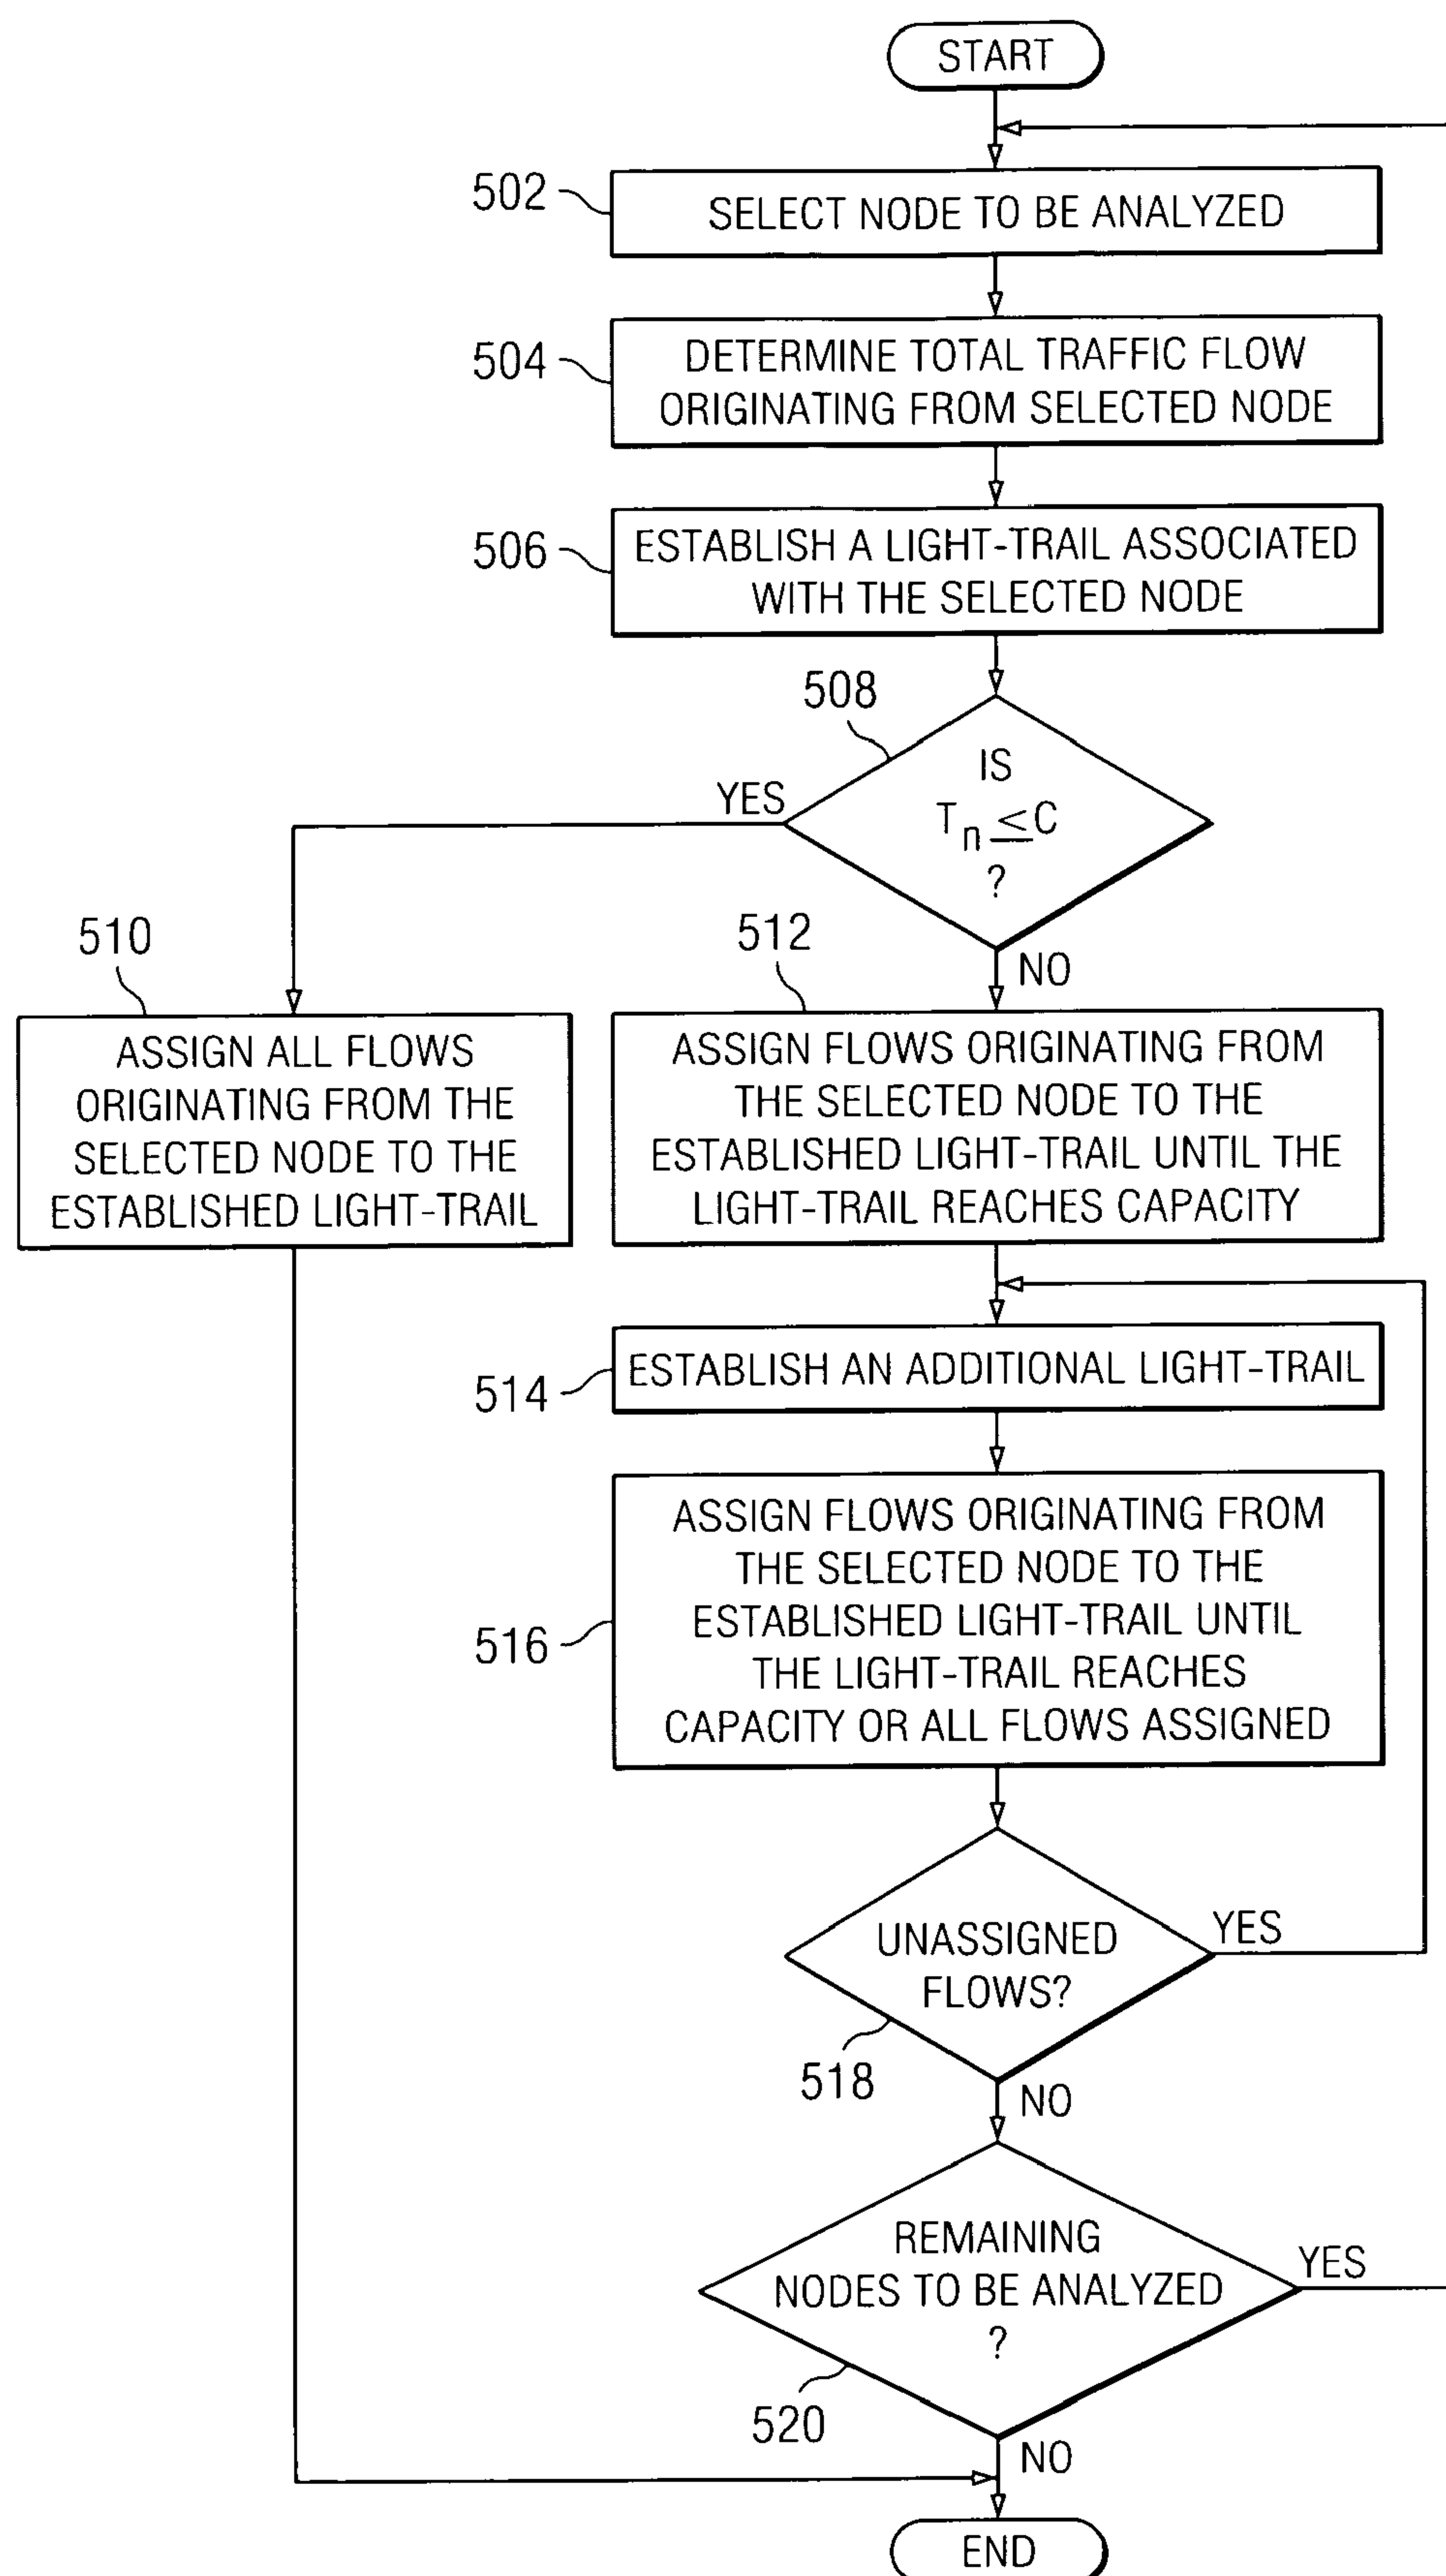 START
502
SELECT NODE TO BE ANALYZED
504
DETERMINE TOTAL TRAFFIC FLOW
ORIGINATING FROM SELECTED NODE
506
ESTABLISH A LIGHT-TRAIL ASSOCIATED
WITH THE SELECTED NODE
508
IS
Tn ≤ C
?
YES
NO
510
ASSIGN ALL FLOWS
ORIGINATING FROM THE
SELECTED NODE TO THE
ESTABLISHED LIGHT-TRAIL
512
ASSIGN FLOWS ORIGINATING FROM
THE SELECTED NODE TO THE
ESTABLISHED LIGHT-TRAIL UNTIL THE
LIGHT-TRAIL REACHES CAPACITY
514
ESTABLISH AN ADDITIONAL LIGHT-TRAIL
516
ASSIGN FLOWS ORIGINATING FROM
THE SELECTED NODE TO THE
ESTABLISHED LIGHT-TRAIL UNTIL
THE LIGHT-TRAIL REACHES
CAPACITY OR ALL FLOWS ASSIGNED
UNASSIGNED
FLOWS?
YES
518
NO
REMAINING
NODES TO BE ANALYZED
?
YES
520
NO
END